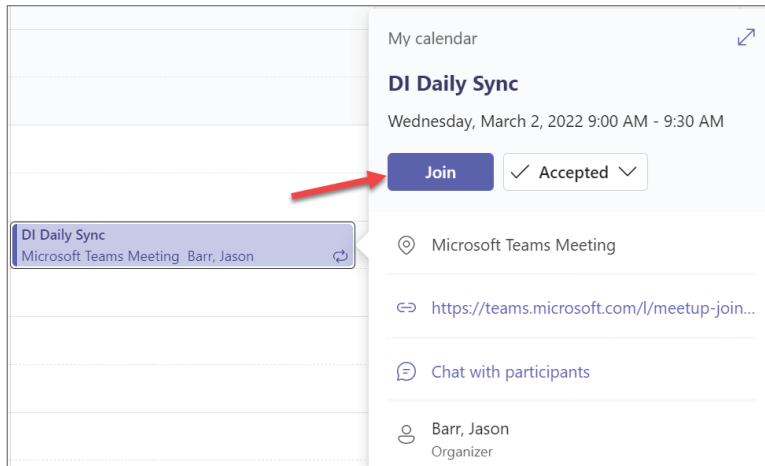 My calendar
DI Daily Sync
Wednesday, March 2, 2022 9:00 AM - 9:30 AM
Join
Accepted
DI Daily Sync
Microsoft Teams Meeting Barr, Jason
Microsoft Teams Meeting
https://teams.microsoft.com/l/meetup-join...
Chat with participants
Barr, Jason
Organizer